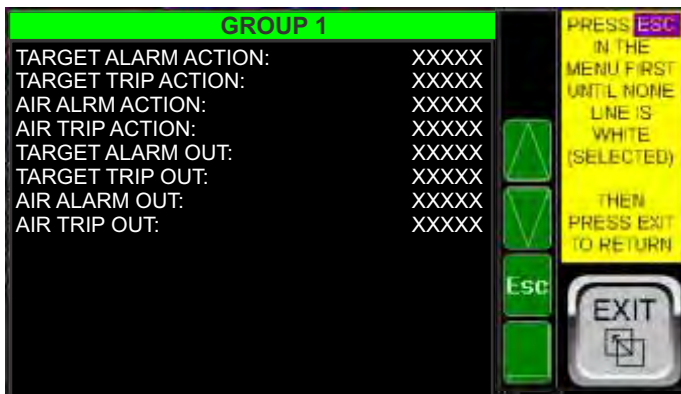 GROUP 1
TARGET ALARM ACTION: XXXXX
TARGET TRIP ACTION: XXXXX
AIR ALRM ACTION: XXXXX
AIR TRIP ACTION: XXXXX
TARGET ALARM OUT: XXXXX
TARGET TRIP OUT: XXXXX
AIR ALARM OUT: XXXXX
AIR TRIP OUT: XXXXX
Esc
PRESS ESC
IN THE
MENU FIRST
UNTIL NONE
LINE IS
WHITE
(SELECTED)
THEN
PRESS EXIT
TO RETURN
EXIT